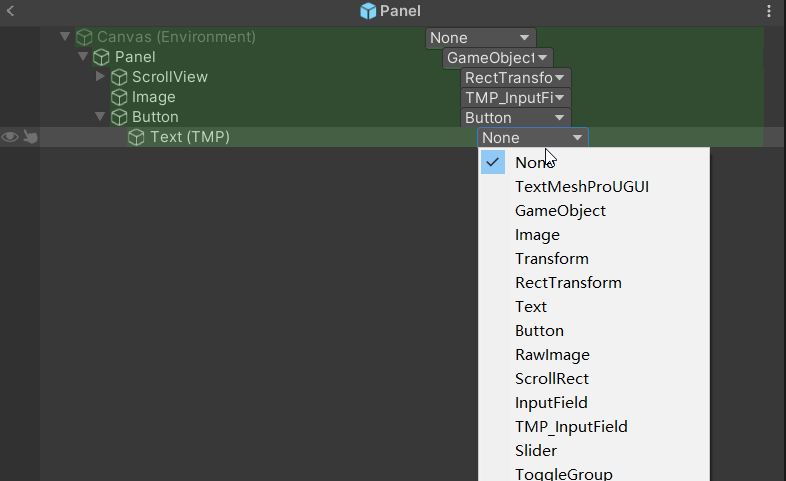 Panel
Canvas (Environment) None
Panel GameObject
ScrollView RectTransfo
Image TMP_InputFi
Button Button
Text (TMP) None
None
TextMeshProUGUI
GameObject
Image
Transform
RectTransform
Text
Button
RawImage
ScrollRect
InputField
TMP_InputField
Slider
ToggleGroup